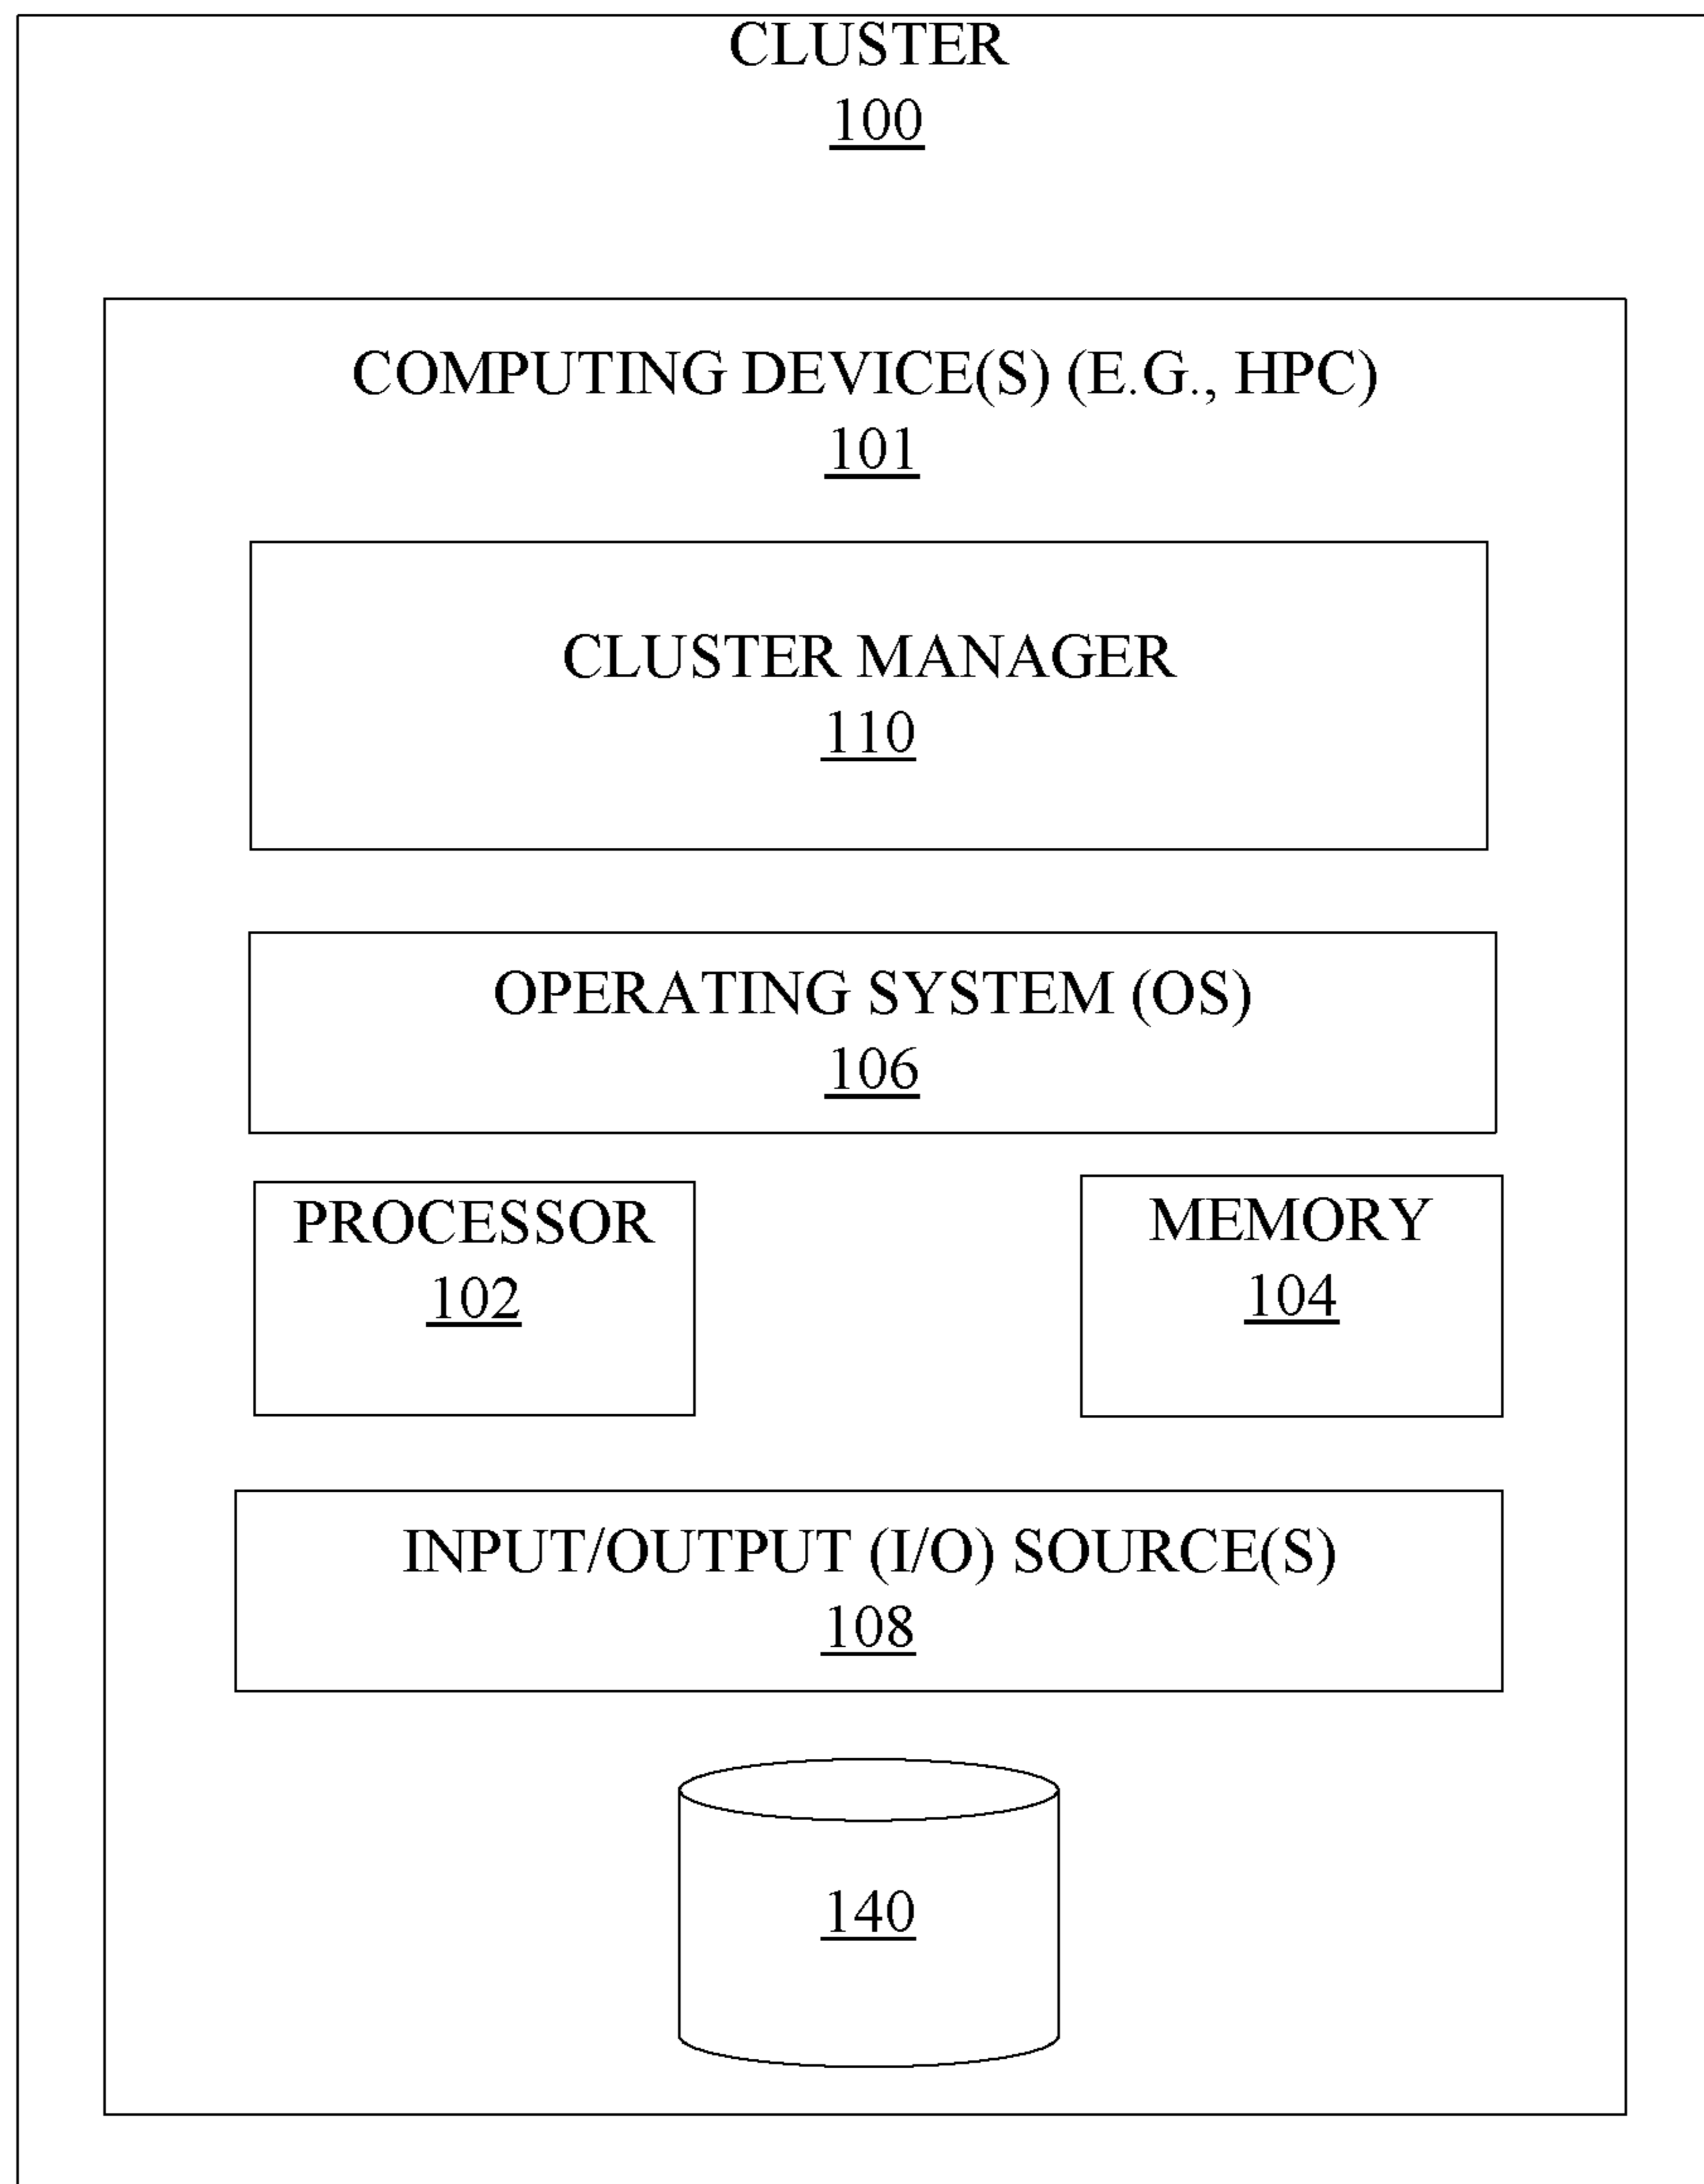 CLUSTER
100
COMPUTING DEVICE(S) (E.G., HPC)
101
CLUSTER MANAGER
110
OPERATING SYSTEM (OS)
106
PROCESSOR
102
MEMORY
104
INPUT/OUTPUT (I/O) SOURCE(S)
108
140